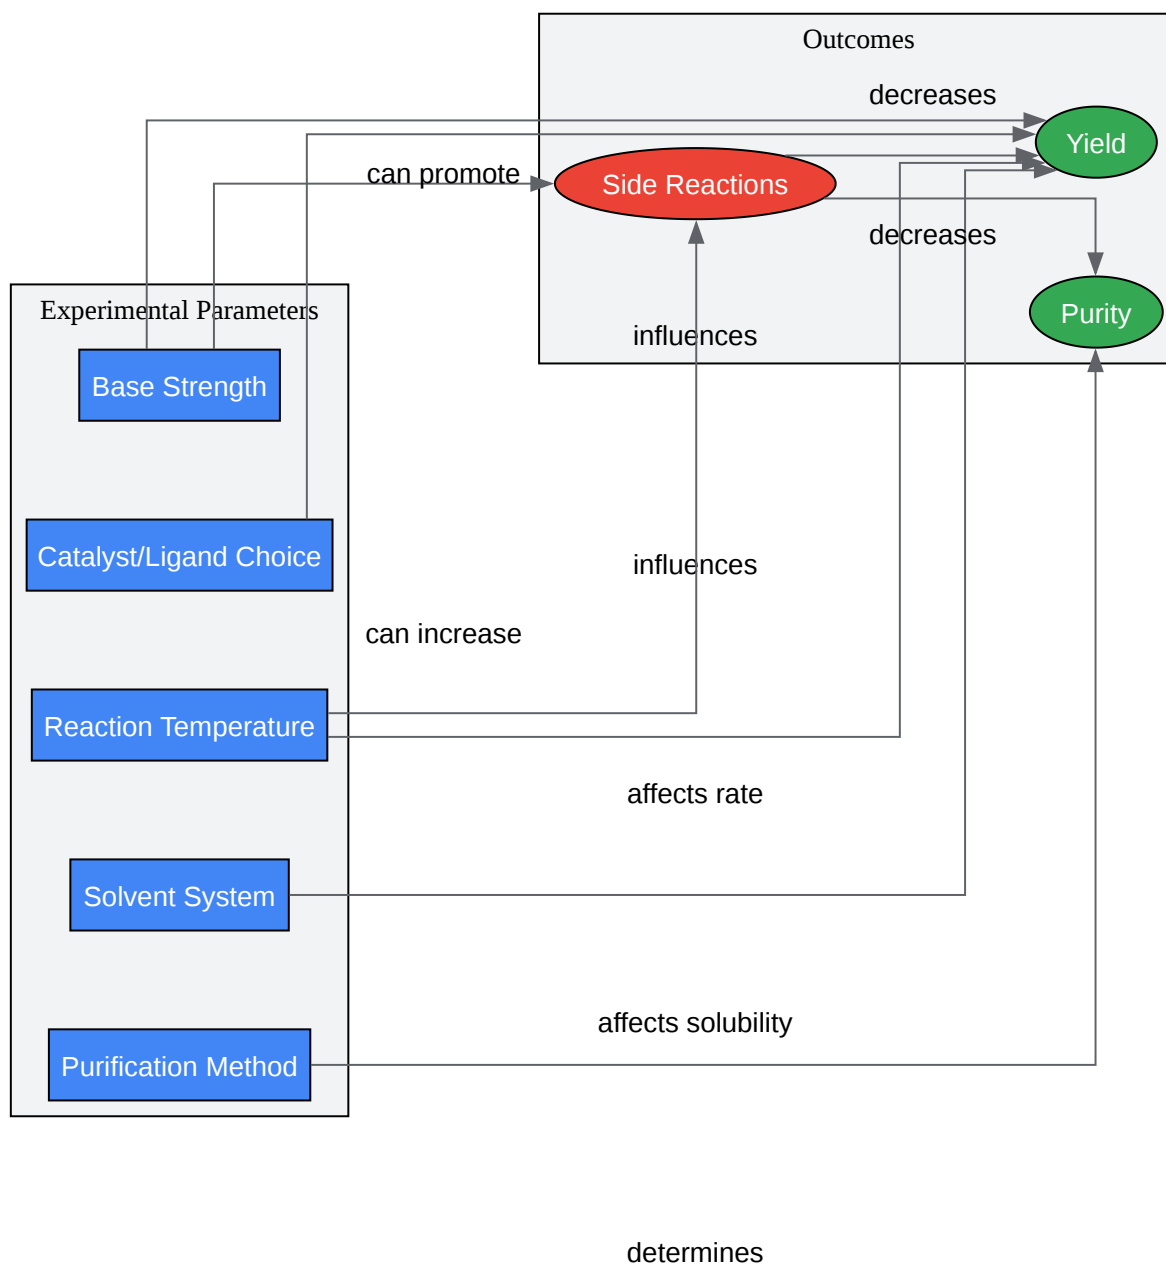 Outcomes
decreases
Yield
can promote
Side Reactions
decreases
Experimental Parameters
Purity
influences
Base Strength
Catalyst/Ligand Choice
influences
can increase
Reaction Temperature
affects rate
Solvent System
affects solubility
Purification Method
determines